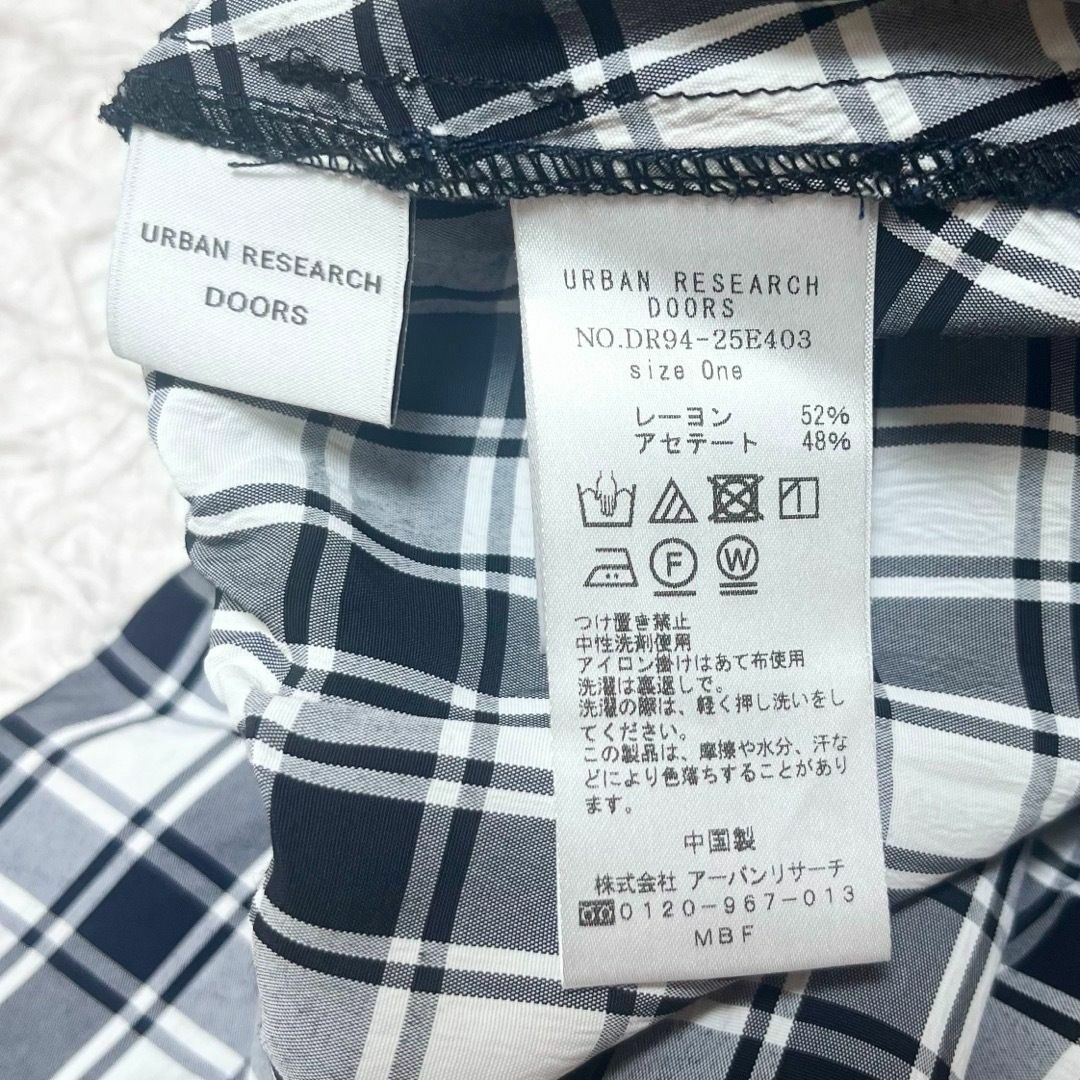 URBAN RESEARCH
DOORS
URBAN RESEARCH
DOORS
NO.DR94-25E403
size One
レーヨン 52%
アセテート 48%
F W
つけ置き禁止
中性洗剤使用
アイロン掛けはあて布使用
洗濯は裏返しで。
洗濯の際は、軽く押し洗いをし
てください。
この製品は、摩擦や水分、汗な
どにより色落ちすることがあり
ます。
中国製
株式会社 アーバンリサーチ
0120-967-013
MBF